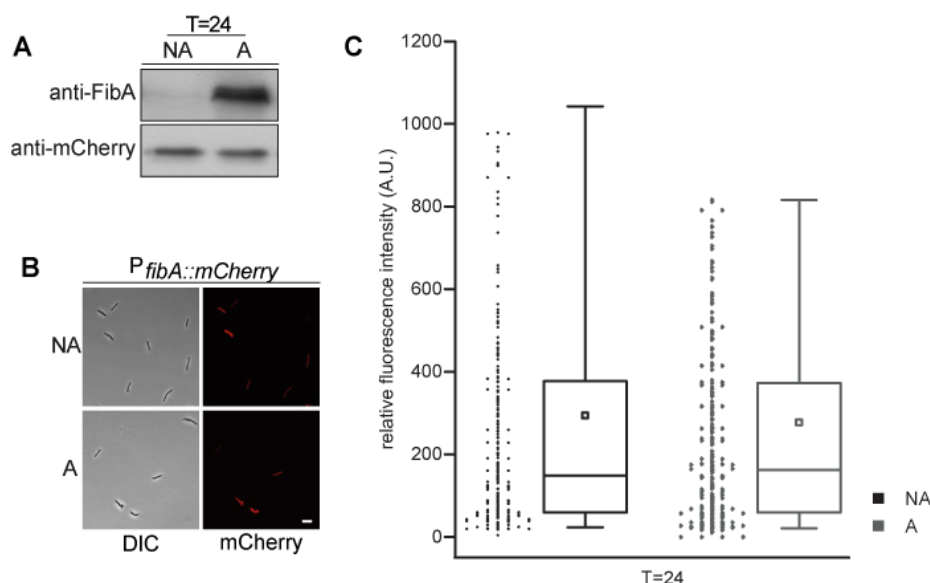 A
T=24
NA A
anti-FibA
anti-mCherry
B
PfibA::mCherry
NA
A
DIC mCherry
C
relative fluorescence intensity (A.U.)
1200
1000
800
600
400
200
0
T=24
NA
A